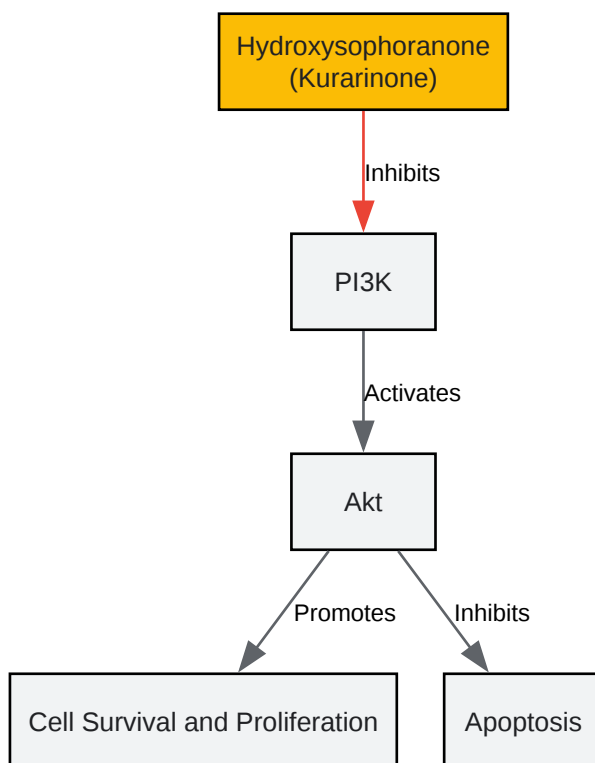 Hydroxysophoranone
(Kurarinone)
Inhibits
PI3K
Activates
Akt
Promotes
Inhibits
Cell Survival and Proliferation
Apoptosis